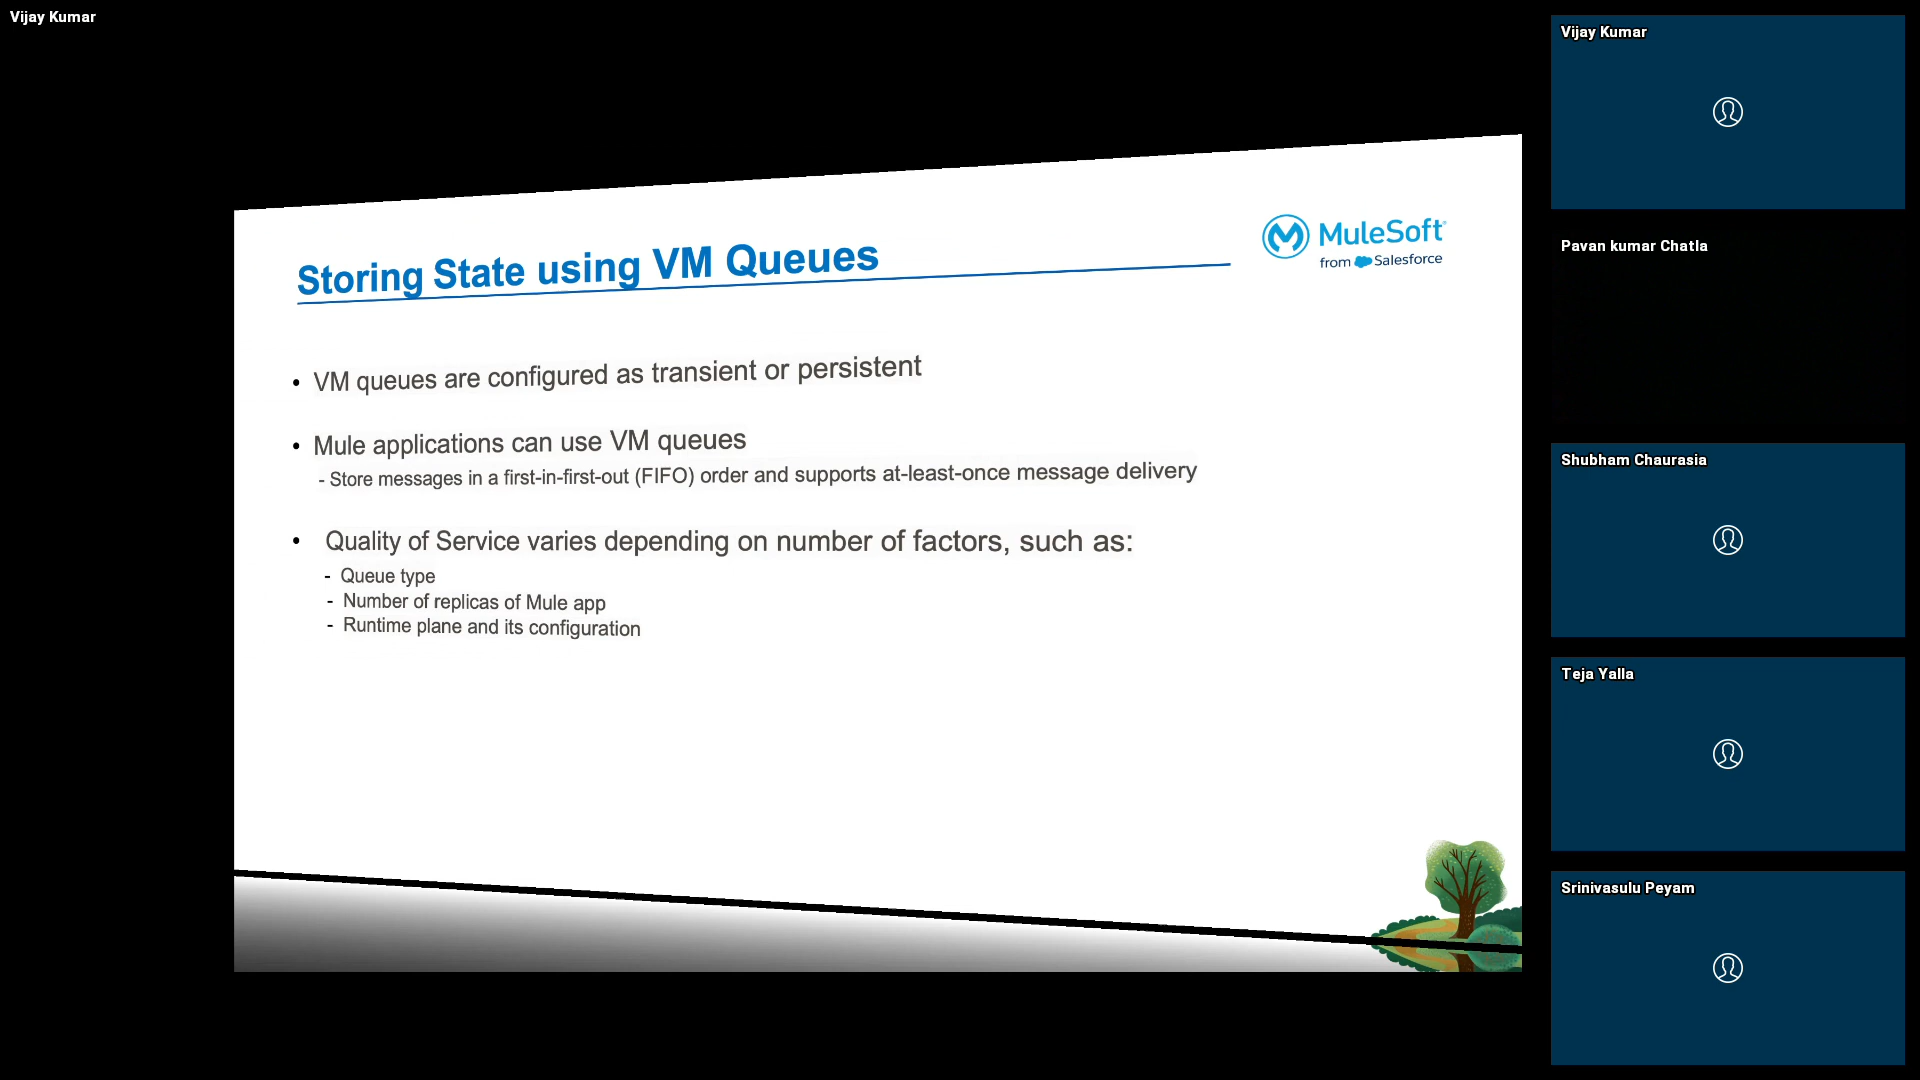 Vijay Kumar
MuleSoft
from Salesforce
Storing State using VM Queues
• VM queues are configured as transient or persistent
• Mule applications can use VM queues
- Store messages in a first-in-first-out (FIFO) order and supports at-least-once message delivery
• Quality of Service varies depending on number of factors, such as:
- Queue type
- Number of replicas of Mule app
- Runtime plane and its configuration
Vijay Kumar
Pavan kumar Chatla
Shubham Chaurasia
Teja Yalla
Srinivasulu Peyam